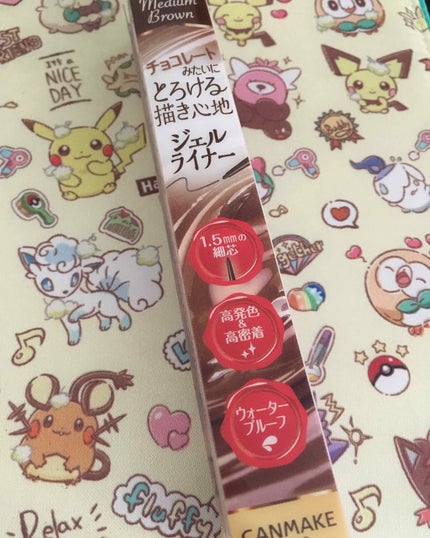 Medium
Brown
チョコレート
みたいに
とろける
描き心地
ジェル
ライナー
1.5mmの
細芯
高発色
&
高密着
ウォーター
プルーフ
CANMAKE
It's a
NICE
DAY
Relax
fluffy